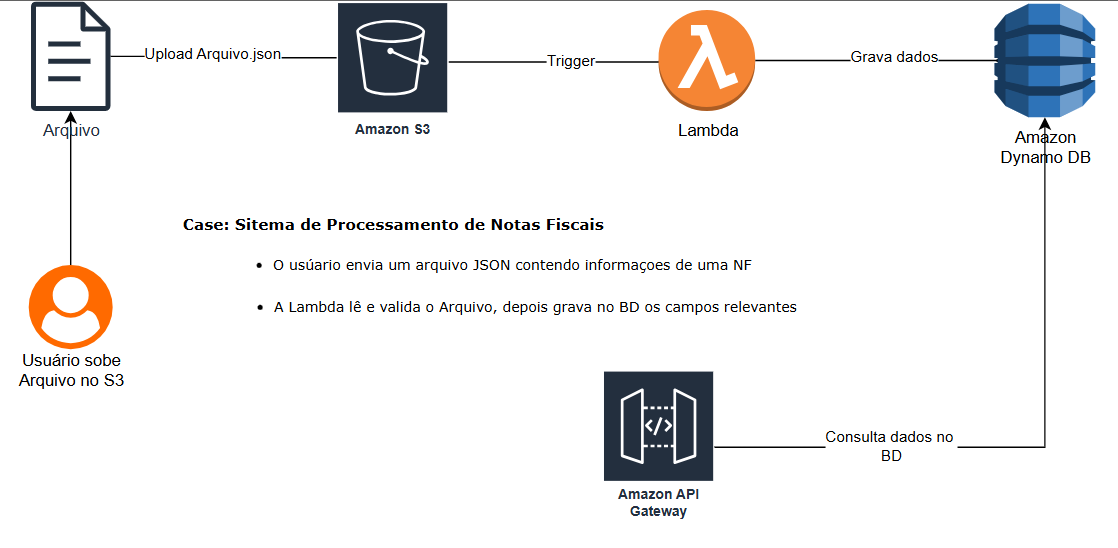 Upload Arquivo.json
Trigger
Grava dados
Arquivo
Amazon S3
Lambda
Amazon
Dynamo DB
Case: Sitema de Processamento de Notas Fiscais
O usúario envia um arquivo JSON contendo informaçoes de uma NF
A Lambda lê e valida o Arquivo, depois grava no BD os campos relevantes
Usuário sobe
Arquivo no S3
Consulta dados no
BD
Amazon API
Gateway